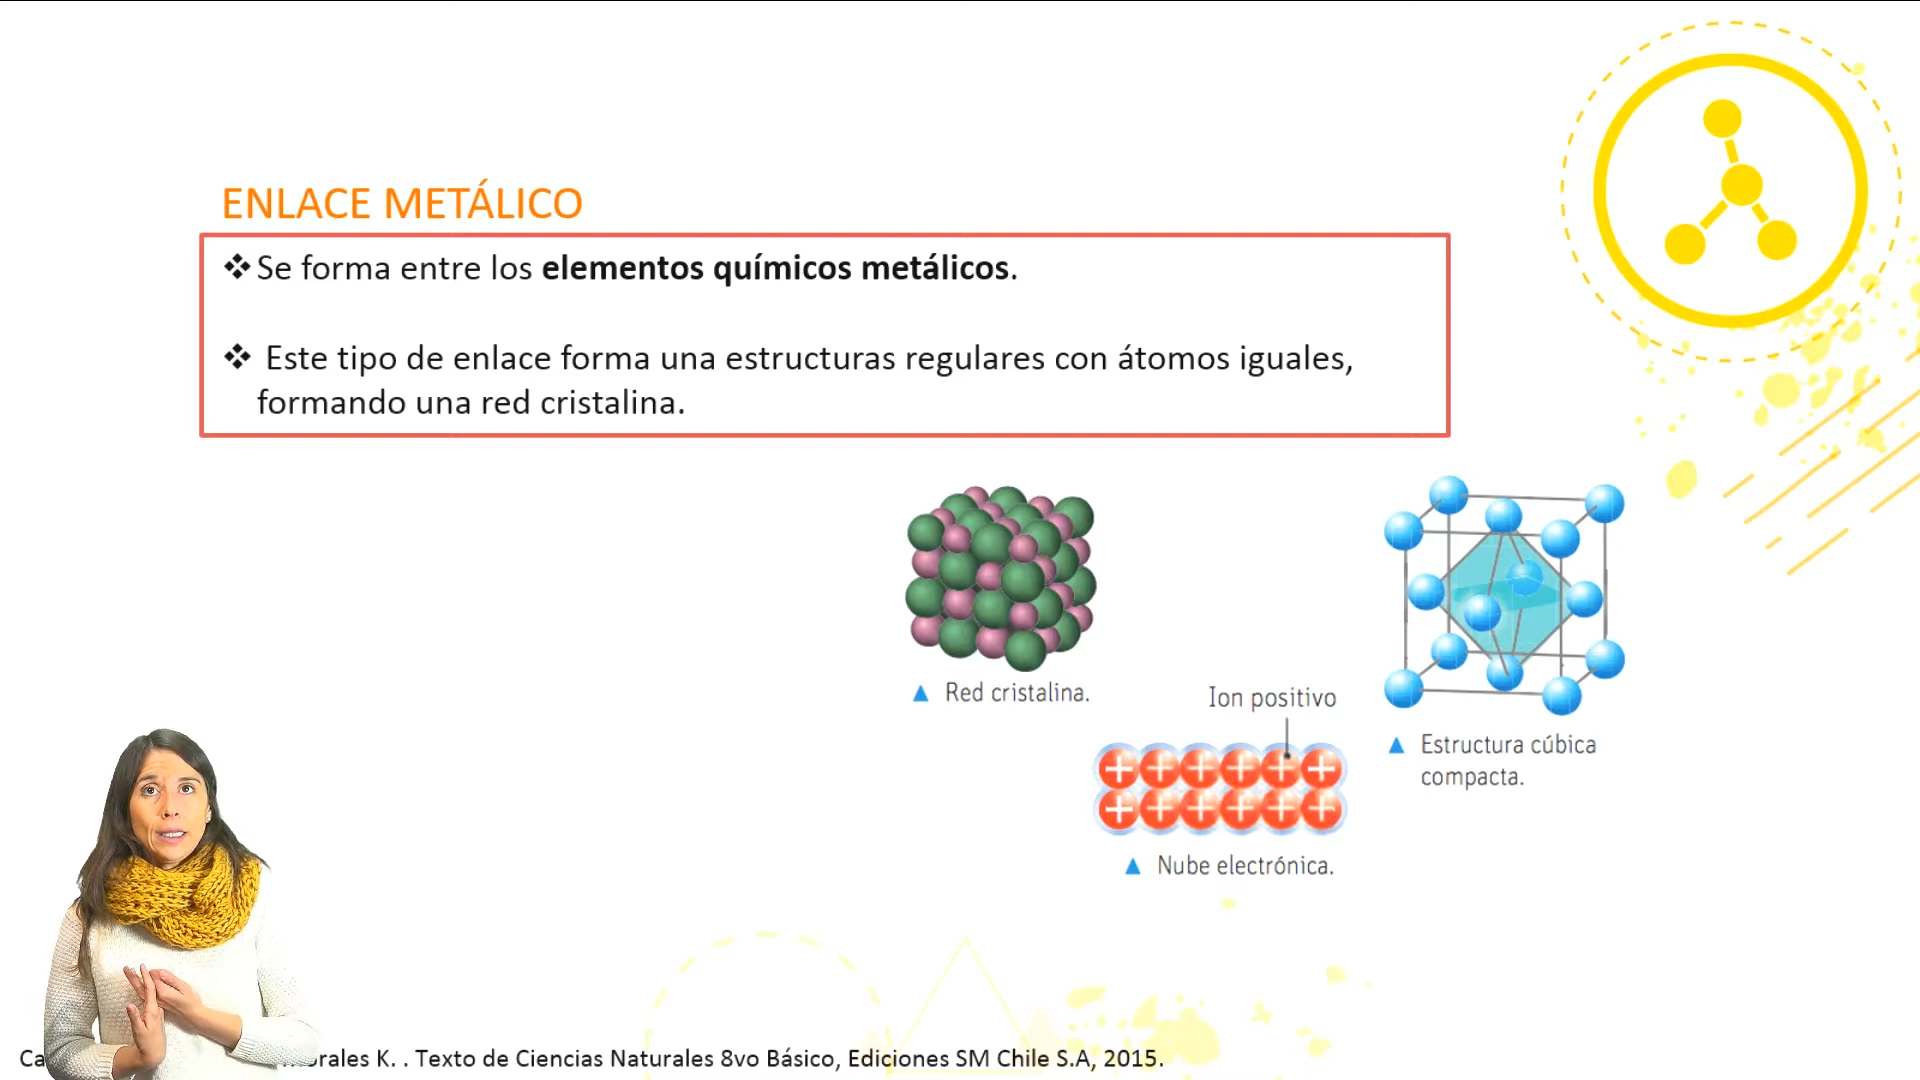 ENLACE METÁLICO
❖ Se forma entre los elementos químicos metálicos.
❖ Este tipo de enlace forma una estructuras regulares con átomos iguales,
formando una red cristalina.
▲ Red cristalina.
Ion positivo
▲ Estructura cúbica
compacta.
▲ Nube electrónica.
K. . Texto de Ciencias Naturales 8vo Básico, Ediciones SM Chile S.A, 2015.